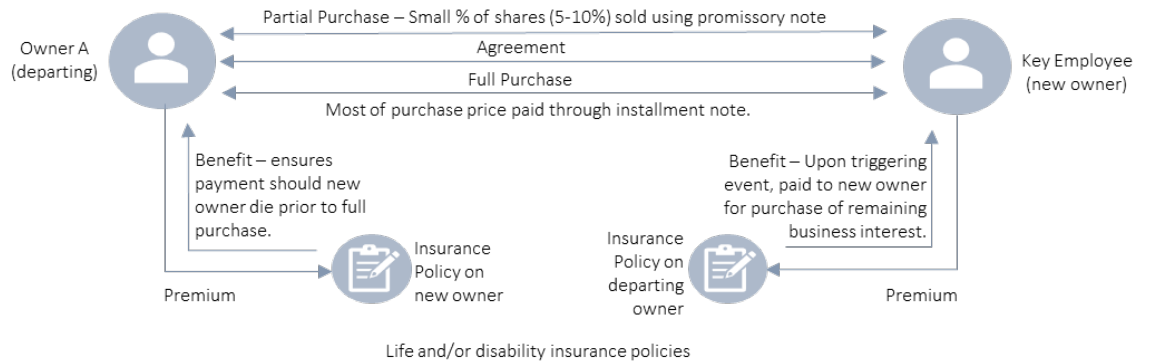 Partial Purchase – Small % of shares (5-10%) sold using promissory note
Owner A
(departing)
Agreement
Key Employee
(new owner)
Full Purchase
Most of purchase price paid through installment note.
Benefit – ensures
payment should new
owner die prior to full
purchase.
Benefit – Upon triggering
event, paid to new owner
for purchase of remaining
business interest.
Insurance
Policy on
new owner
Insurance
Policy on
departing
owner
Premium
Premium
Life and/or disability insurance policies